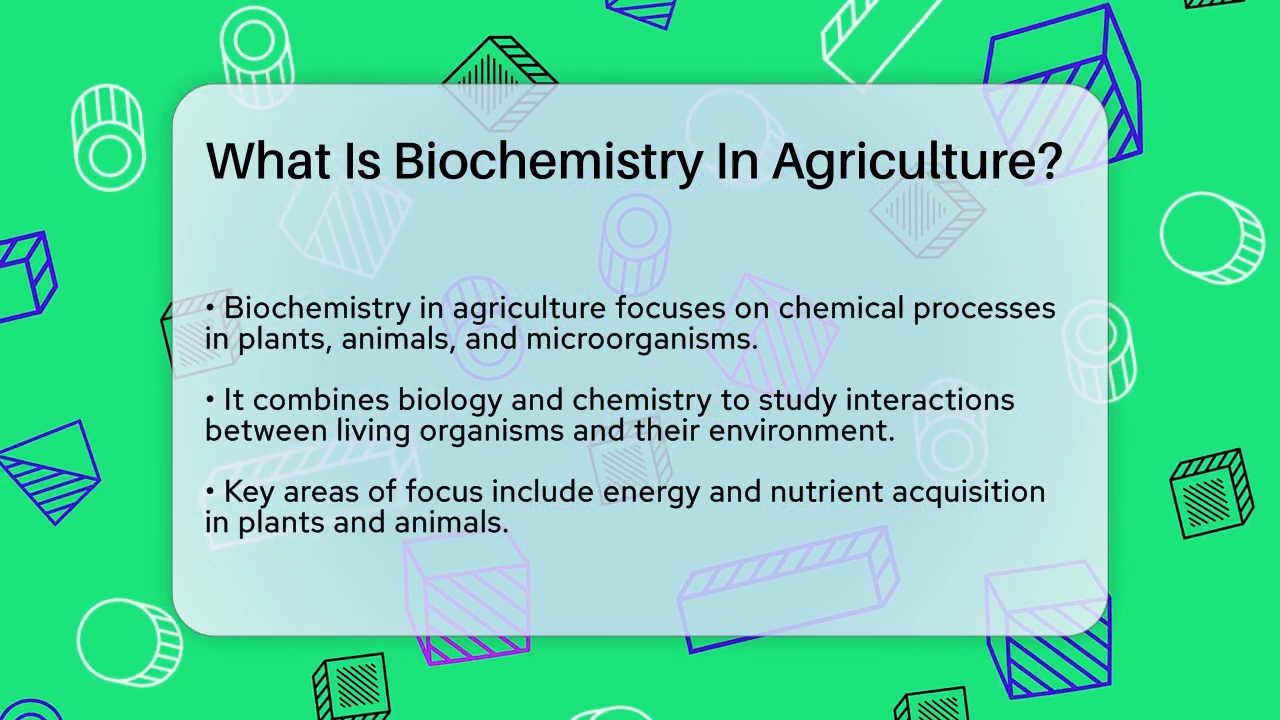 What Is Biochemistry In Agriculture?
• Biochemistry in agriculture focuses on chemical processes
in plants, animals, and microorganisms.
• It combines biology and chemistry to study interactions
between living organisms and their environment.
• Key areas of focus include energy and nutrient acquisition
in plants and animals.